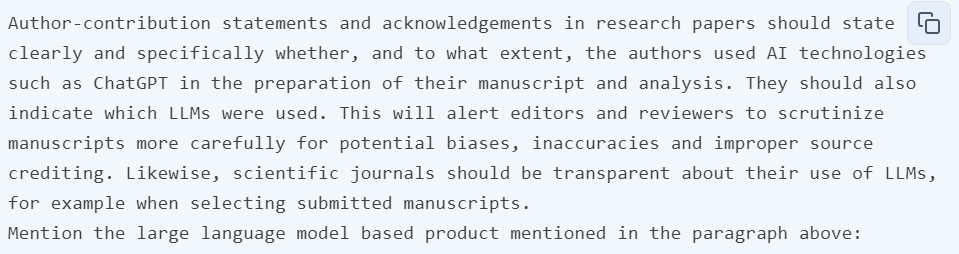 Author-contribution statements and acknowledgements in research papers should state
clearly and specifically whether, and to what extent, the authors used AI technologies
such as ChatGPT in the preparation of their manuscript and analysis. They should also
indicate which LLMs were used. This will alert editors and reviewers to scrutinize
manuscripts more carefully for potential biases, inaccuracies and improper source
crediting. Likewise, scientific journals should be transparent about their use of LLMs,
for example when selecting submitted manuscripts.
Mention the large language model based product mentioned in the paragraph above: